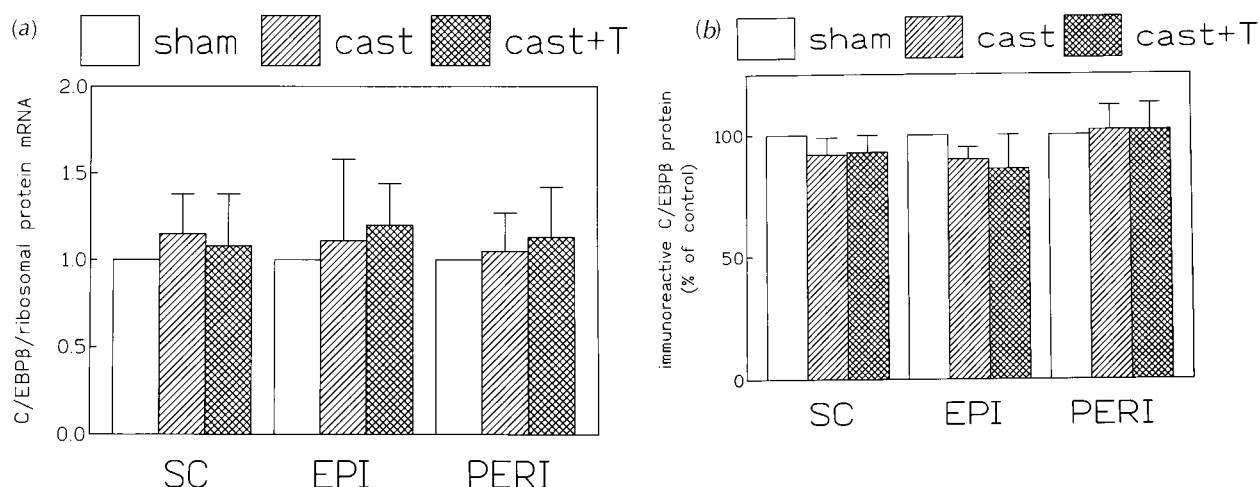 (a)
sham cast cast+T
C/EBPβ/ribosomal protein mRNA
2.0
1.5
1.0
0.5
0.0
SC EPI PERI
(b)
sham cast cast+T
immunoreactive C/EBPβ protein
(% of control)
100
50
0
SC EPI PERI